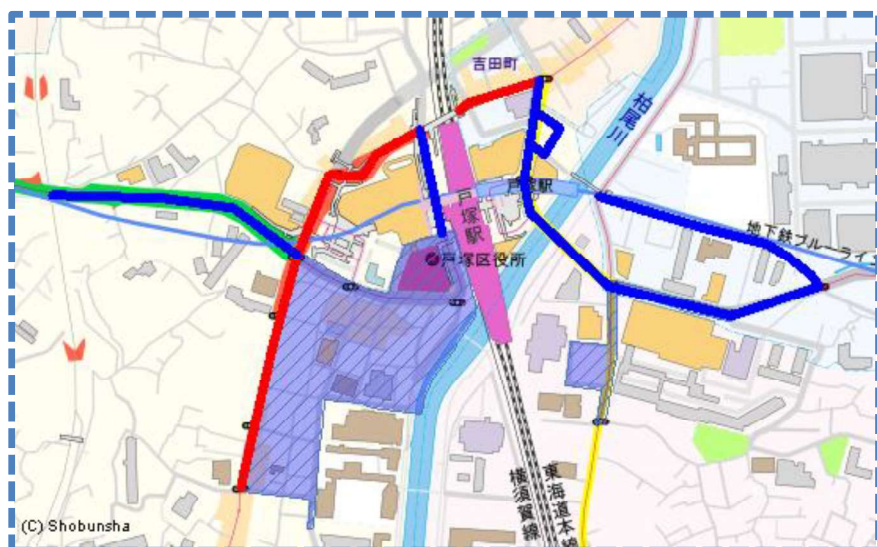 吉田町
柏尾川
戸塚駅
戸塚駅
地下鉄ブルーライン
戸塚区役所
東海道本線
横須賀線
(C) Shobunsha